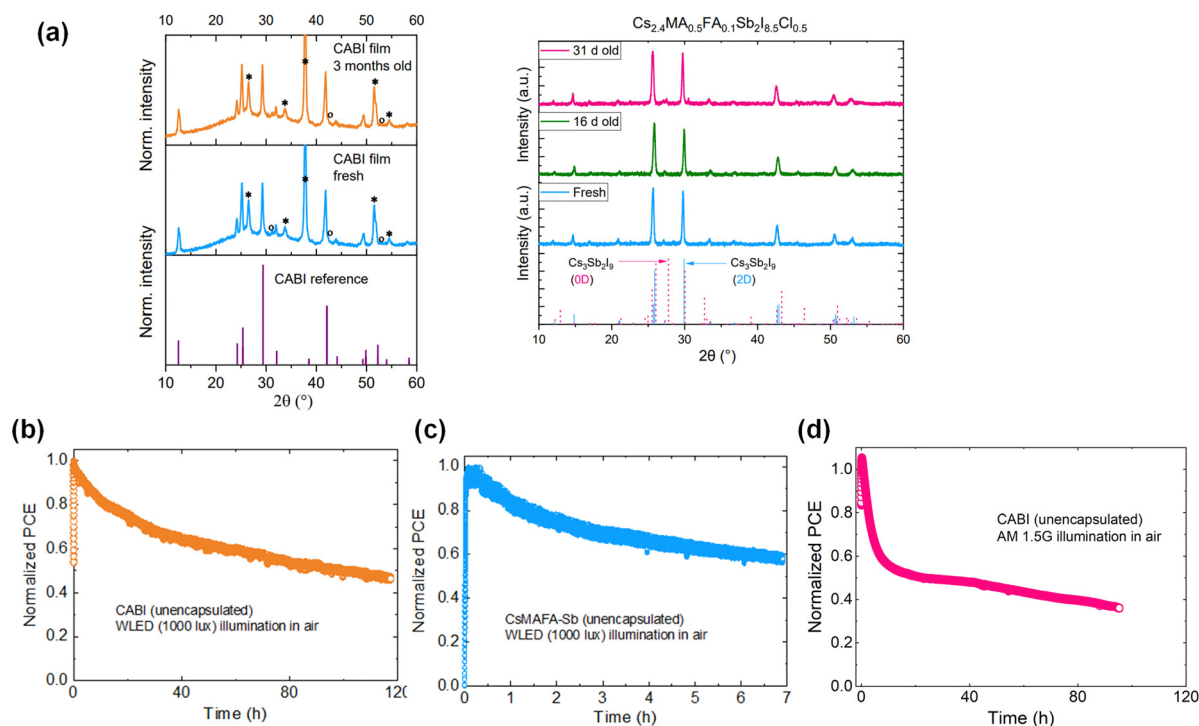 (a)
10 20 30 40 50 60
Norm. intensity
CABI film
3 months old
* * * * o *
Norm. intensity
CABI film
fresh
* o * * o * o *
Norm. intensity
CABI reference
10 20 30 40 50 60
2θ (°)
Cs₂.₄MA₀.₅FA₀.₁Sb₂I₈.₅Cl₀.₅
Intensity (a.u.)
31 d old
16 d old
Intensity (a.u.)
Fresh
Intensity (a.u.)
Cs₃Sb₂I₉
(0D)
Cs₃Sb₂I₉
(2D)
10 20 30 40 50 60
2θ (°)
(b)
Normalized PCE
1.0
0.8
0.6
0.4
0.2
0.0
CABI (unencapsulated)
WLED (1000 lux) illumination in air
0 40 80 120
Time (h)
(c)
Normalized PCE
1.0
0.8
0.6
0.4
0.2
0.0
CsMAFA-Sb (unencapsulated)
WLED (1000 lux) illumination in air
0 1 2 3 4 5 6 7
Time (h)
(d)
Normalized PCE
1.0
0.8
0.6
0.4
0.2
0.0
CABI (unencapsulated)
AM 1.5G illumination in air
0 40 80 120
Time (h)